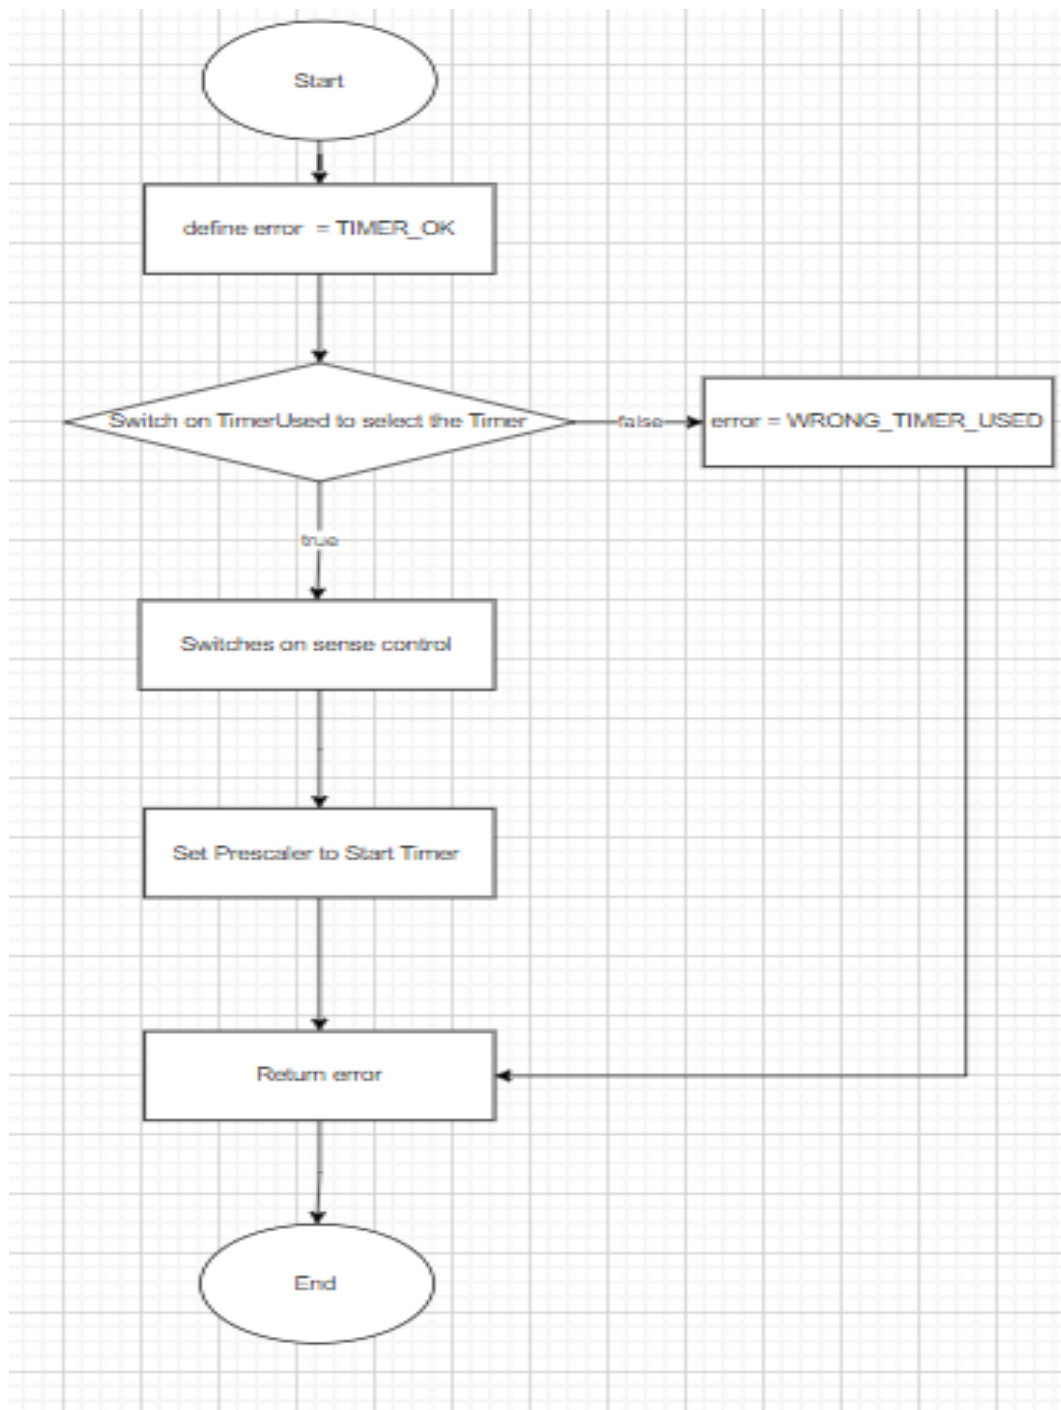 Start
define error = TIMER_OK
Switch on TimerUsed to select the Timer
false
error = WRONG_TIMER_USED
true
Switches on sense control
Set Prescaler to Start Timer
Return error
End